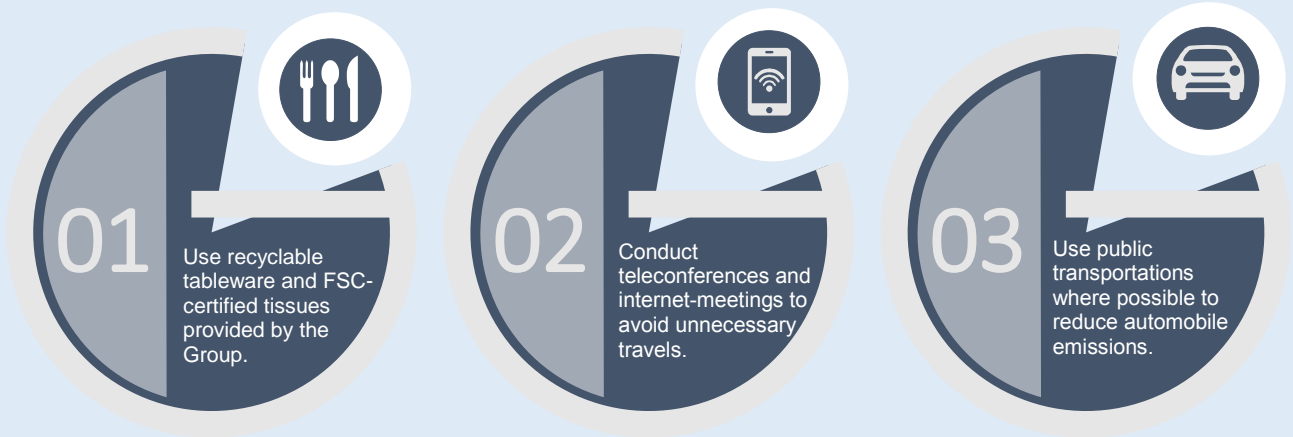 01
Use recyclable
tableware and FSC-
certified tissues
provided by the
Group.
02
Conduct
teleconferences and
internet-meetings to
avoid unnecessary
travels.
03
Use public
transportations
where possible to
reduce automobile
emissions.